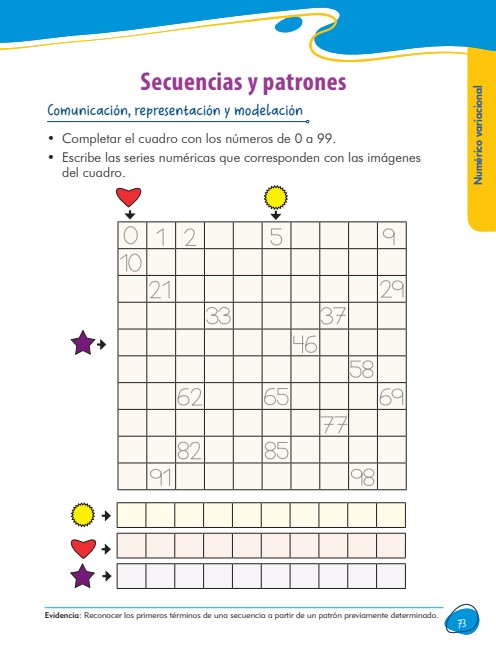 Secuencias y patrones
Comunicación, representación y modelación
• Completar el cuadro con los números de 0 a 99.
• Escribe las series numéricas que corresponden con las imágenes
del cuadro.
Numérico variacional
0 1 2 5 9
10
21 29
33 37
46
58
62 65 69
77
82 85
91 98
Evidencia: Reconocer los primeros términos de una secuencia a partir de un patrón previamente determinado.
73